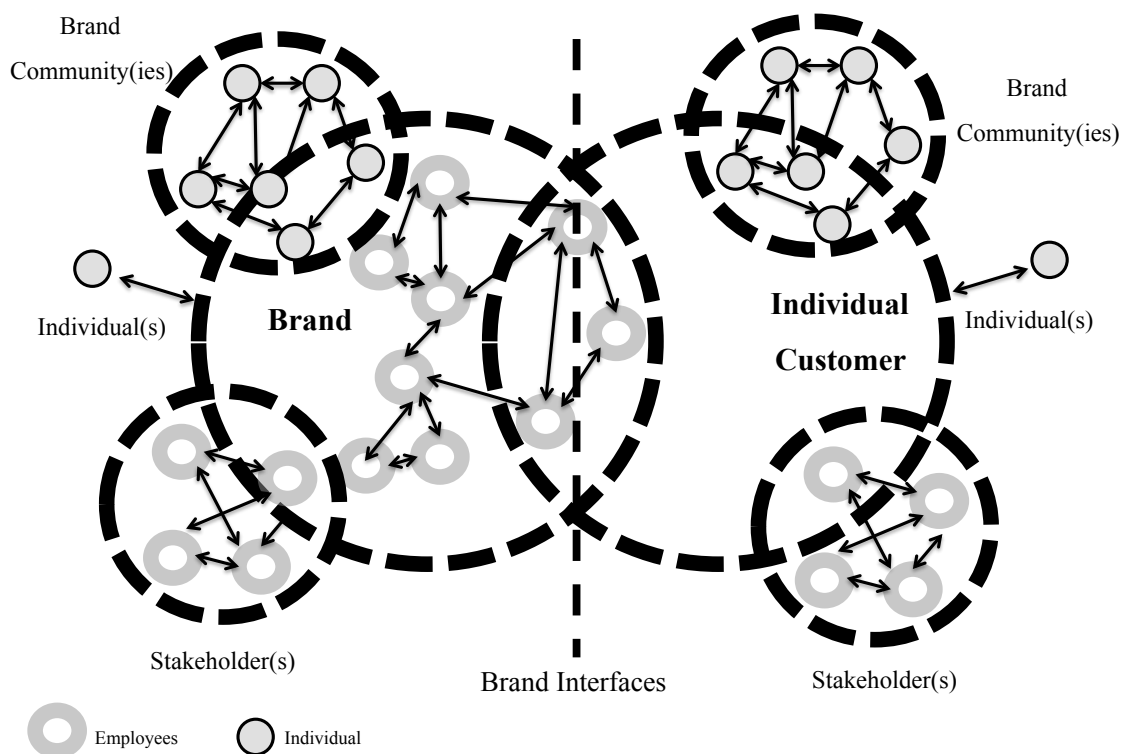 Brand
Community(ies)
Brand
Community(ies)
Individual(s)
Brand
Individual
Customer
Individual(s)
Stakeholder(s)
Brand Interfaces
Stakeholder(s)
Employees
Individual